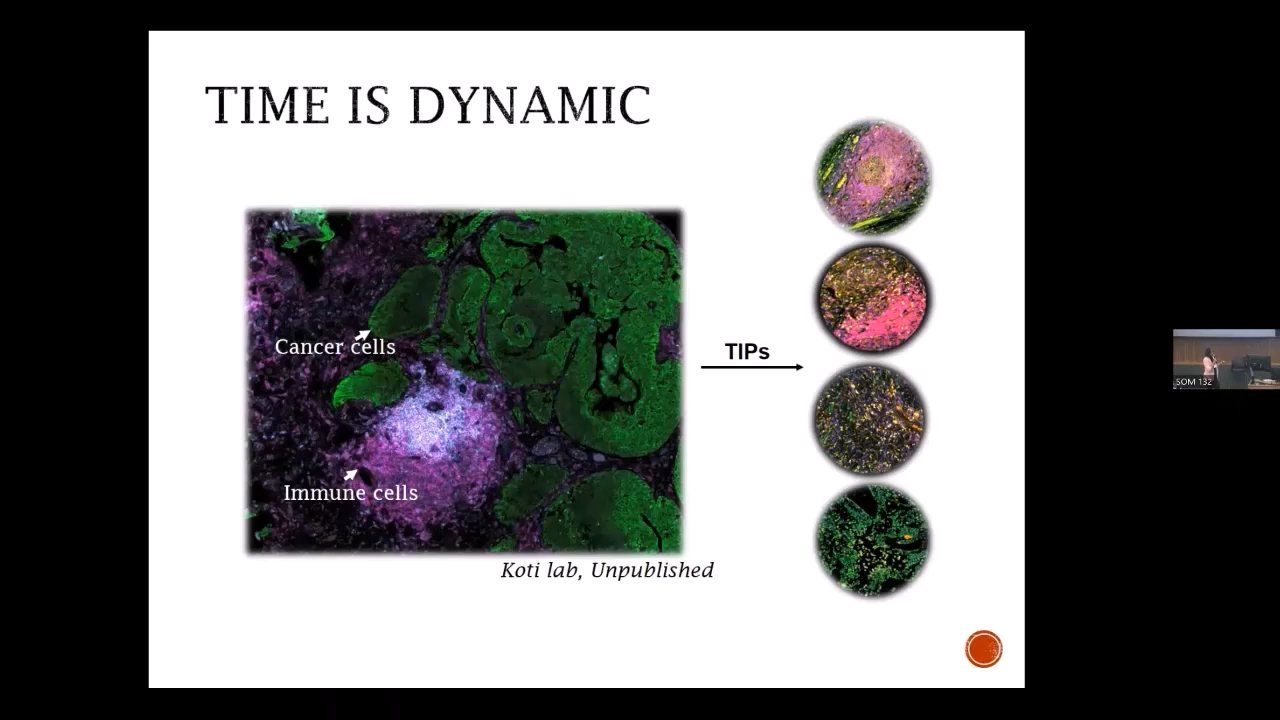 TIME IS DYNAMIC
Cancer cells
Immune cells
TIPs
Koti lab, Unpublished
SOM 132